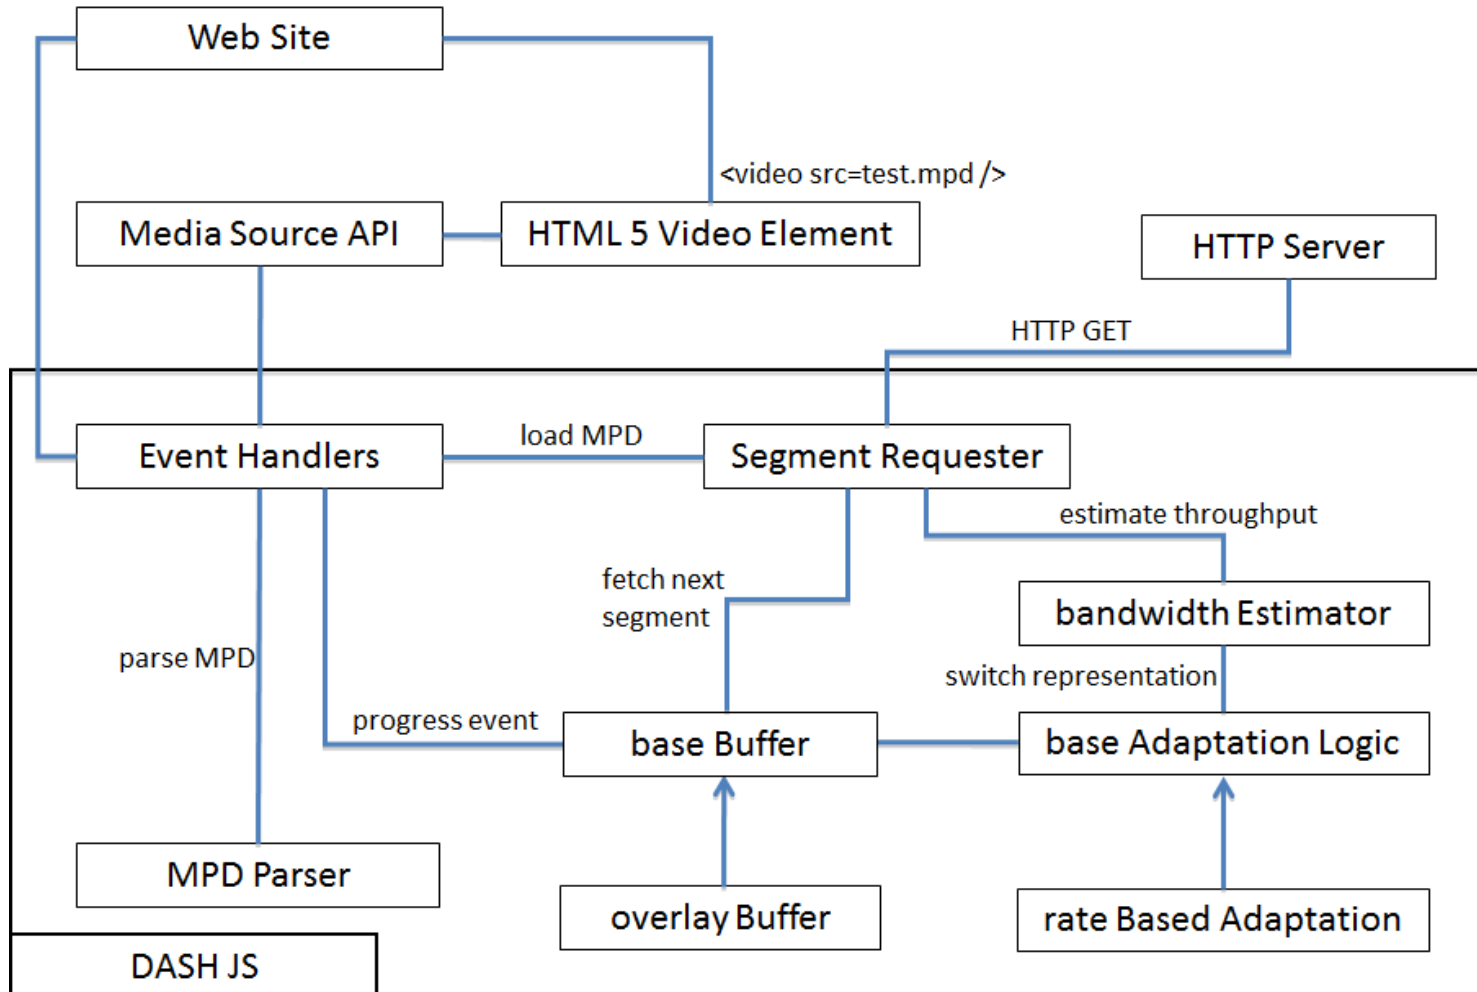 Web Site
<video src=test.mpd />
Media Source API
HTML 5 Video Element
HTTP Server
HTTP GET
Event Handlers
load MPD
Segment Requester
estimate throughput
fetch next
segment
bandwidth Estimator
parse MPD
switch representation
progress event
base Buffer
base Adaptation Logic
MPD Parser
overlay Buffer
rate Based Adaptation
DASH JS